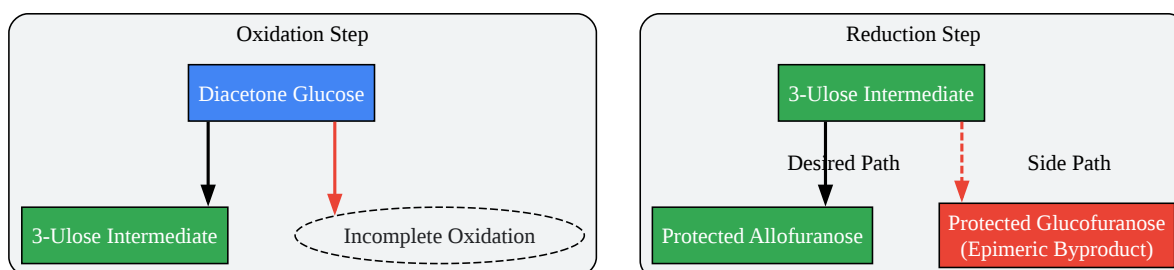 Oxidation Step
Diacetone Glucose
3-Ulose Intermediate
Incomplete Oxidation
Reduction Step
3-Ulose Intermediate
Desired Path
Side Path
Protected Allofuranose
Protected Glucofuranose
(Epimeric Byproduct)